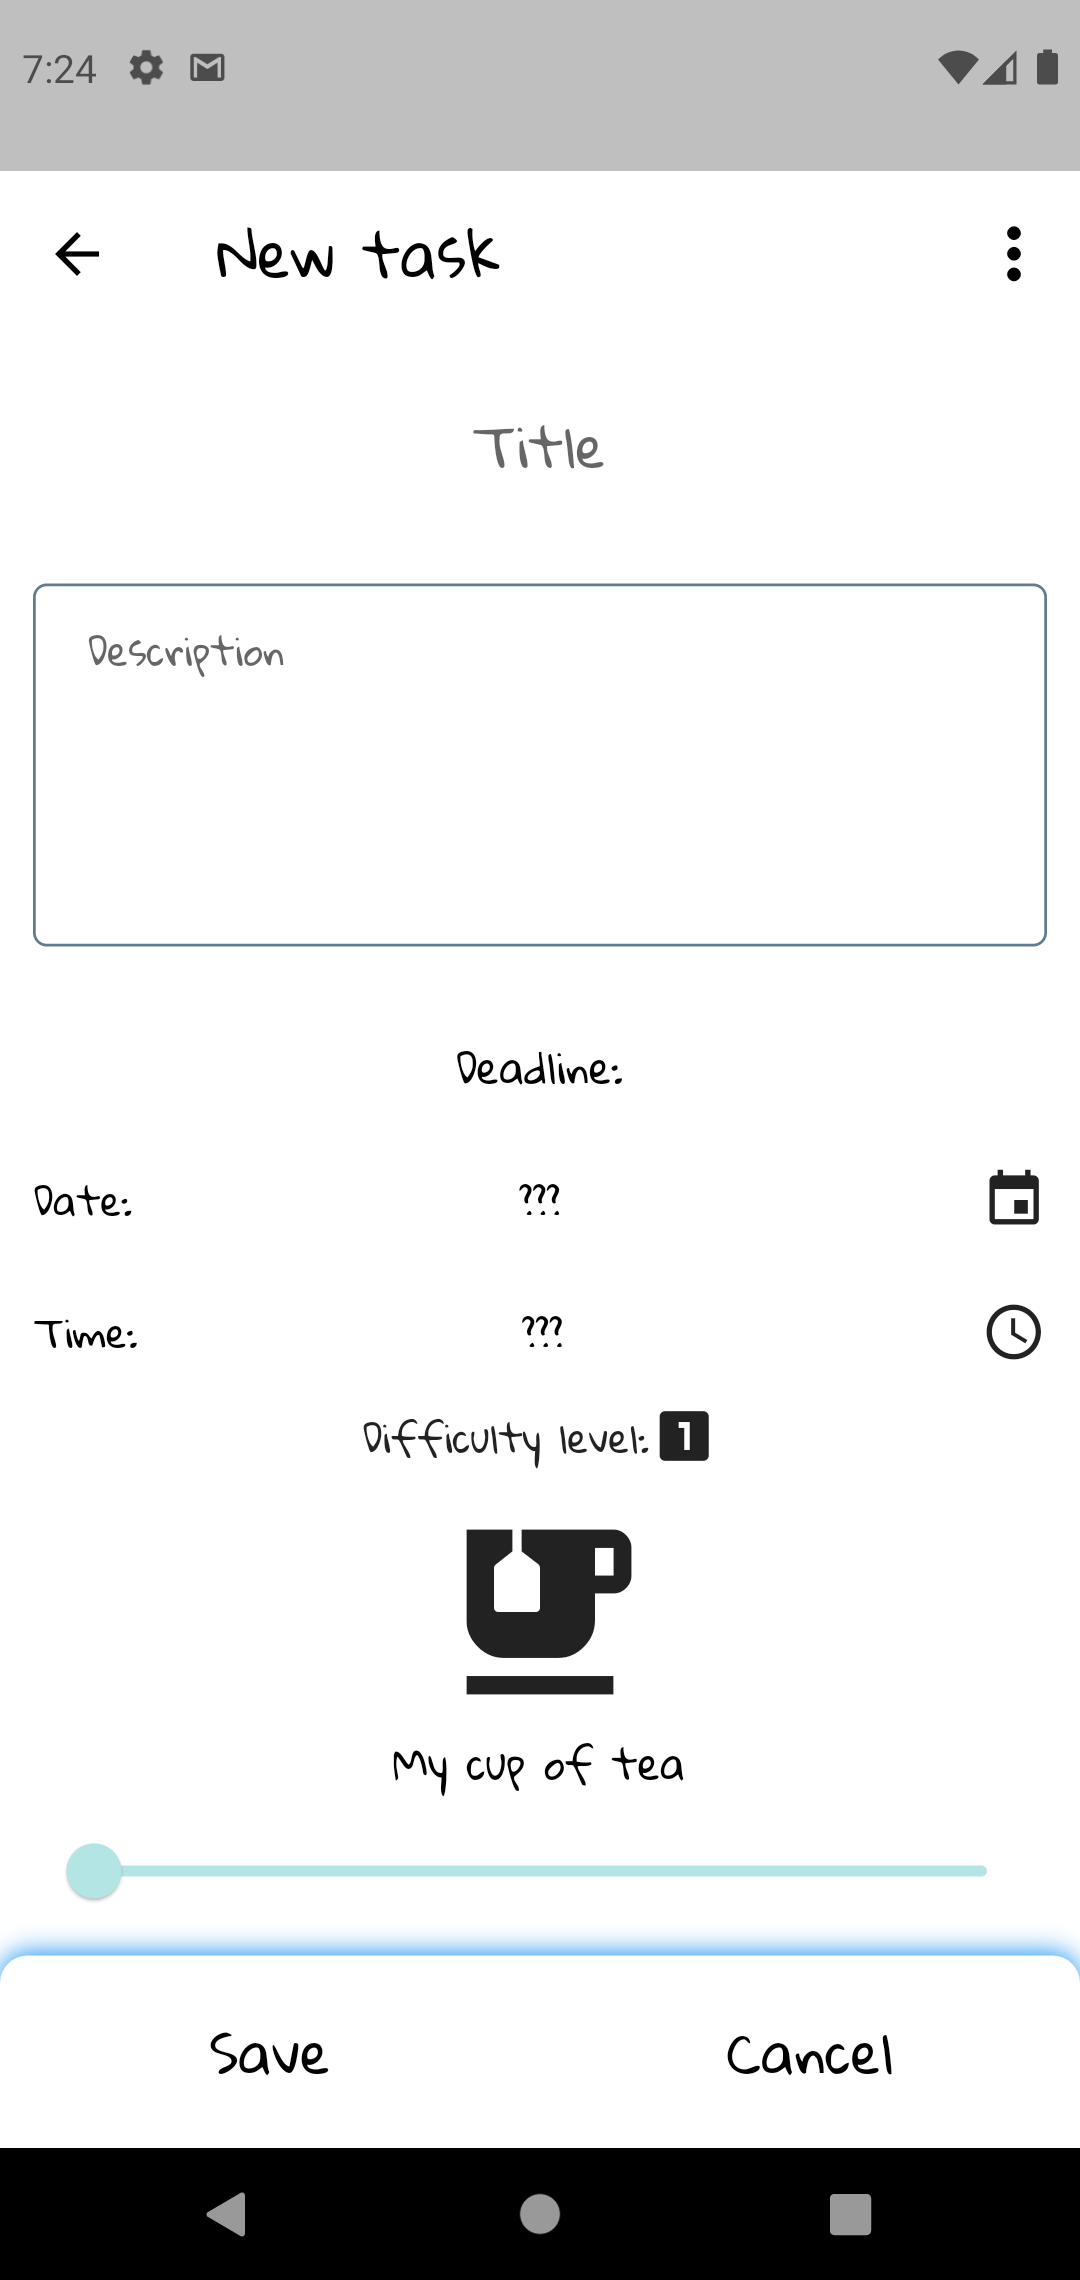 7:24
New task
Title
Description
Deadline:
Date: ???
Time: ???
Difficulty level: 1
My cup of tea
Save Cancel